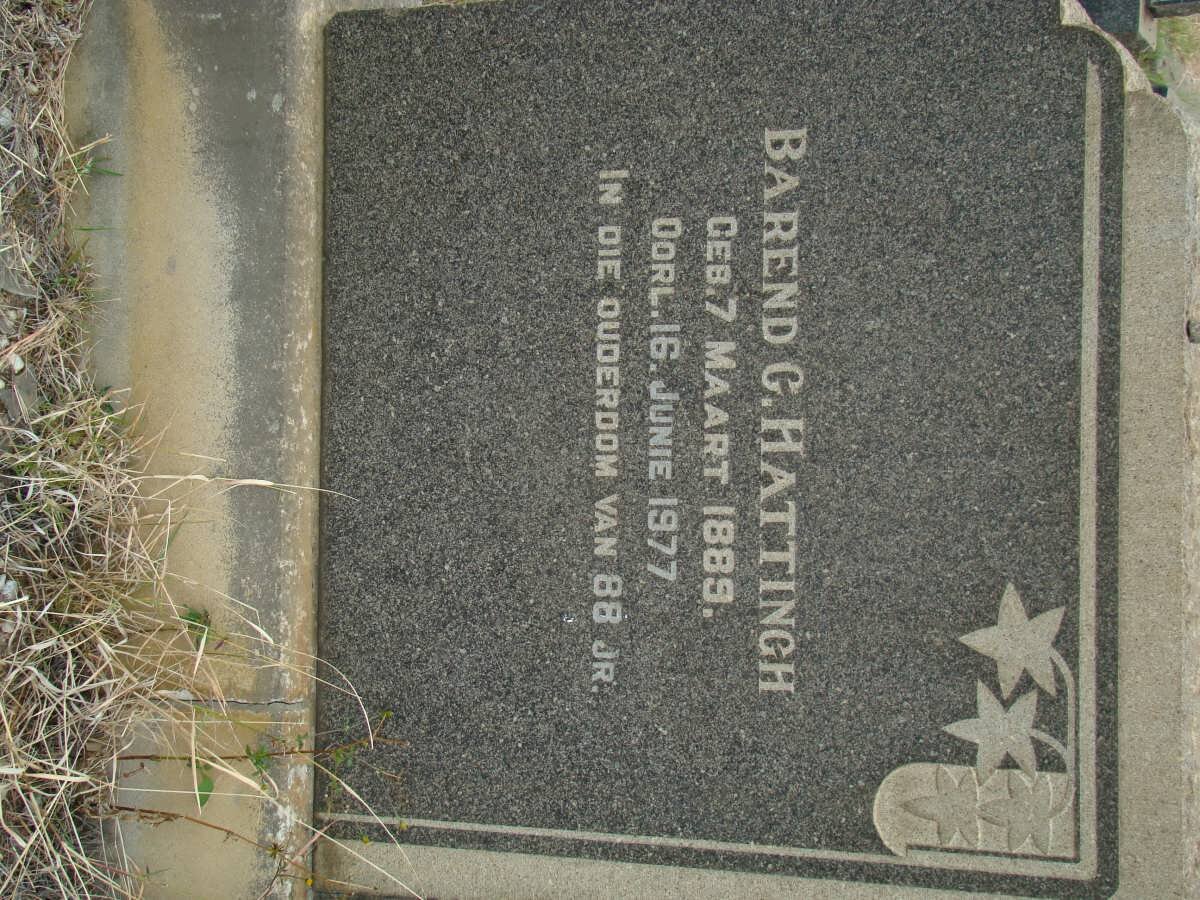 BAREND C. HATTINGH
GEB 7 MAART 1889.
OORL. 16. JUNIE 1977
IN DIE OUDERDOM VAN 88 JR.